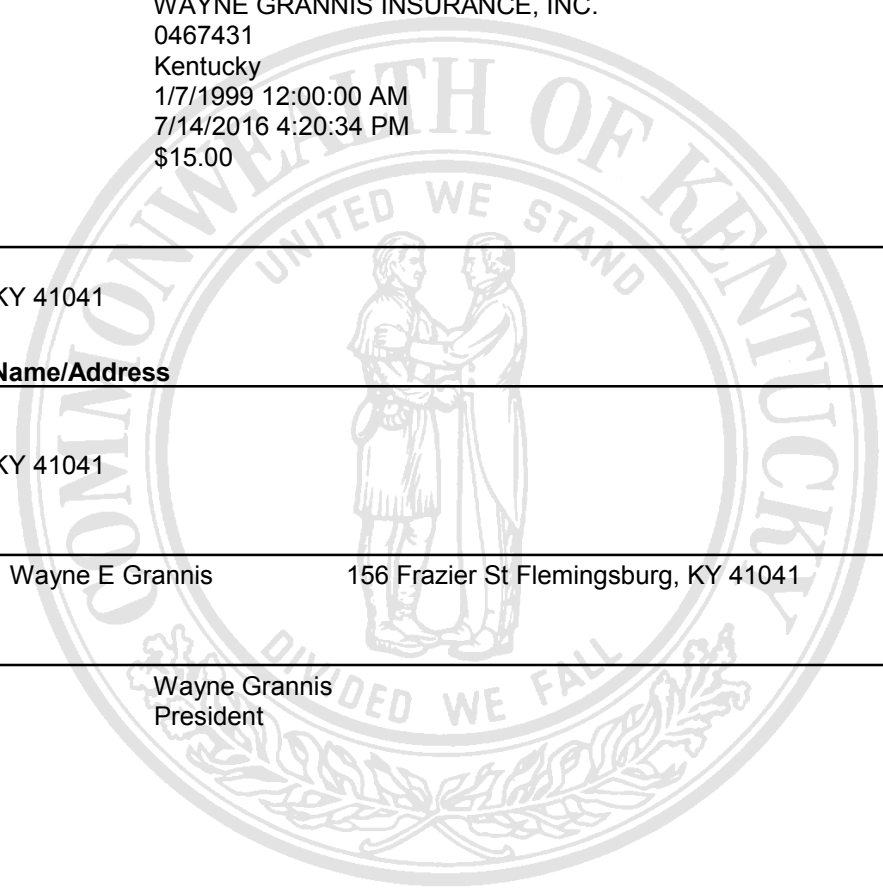 WAYNE GRANNIS INSURANCE, INC.
0467431
Kentucky
1/7/1999 12:00:00 AM
7/14/2016 4:20:34 PM
$15.00
COMMONWEALTH OF KENTUCKY
UNITED WE STAND
KY 41041
Name/Address
KY 41041
Wayne E Grannis 156 Frazier St Flemingsburg, KY 41041
DIVIDED WE FALL
Wayne Grannis
President